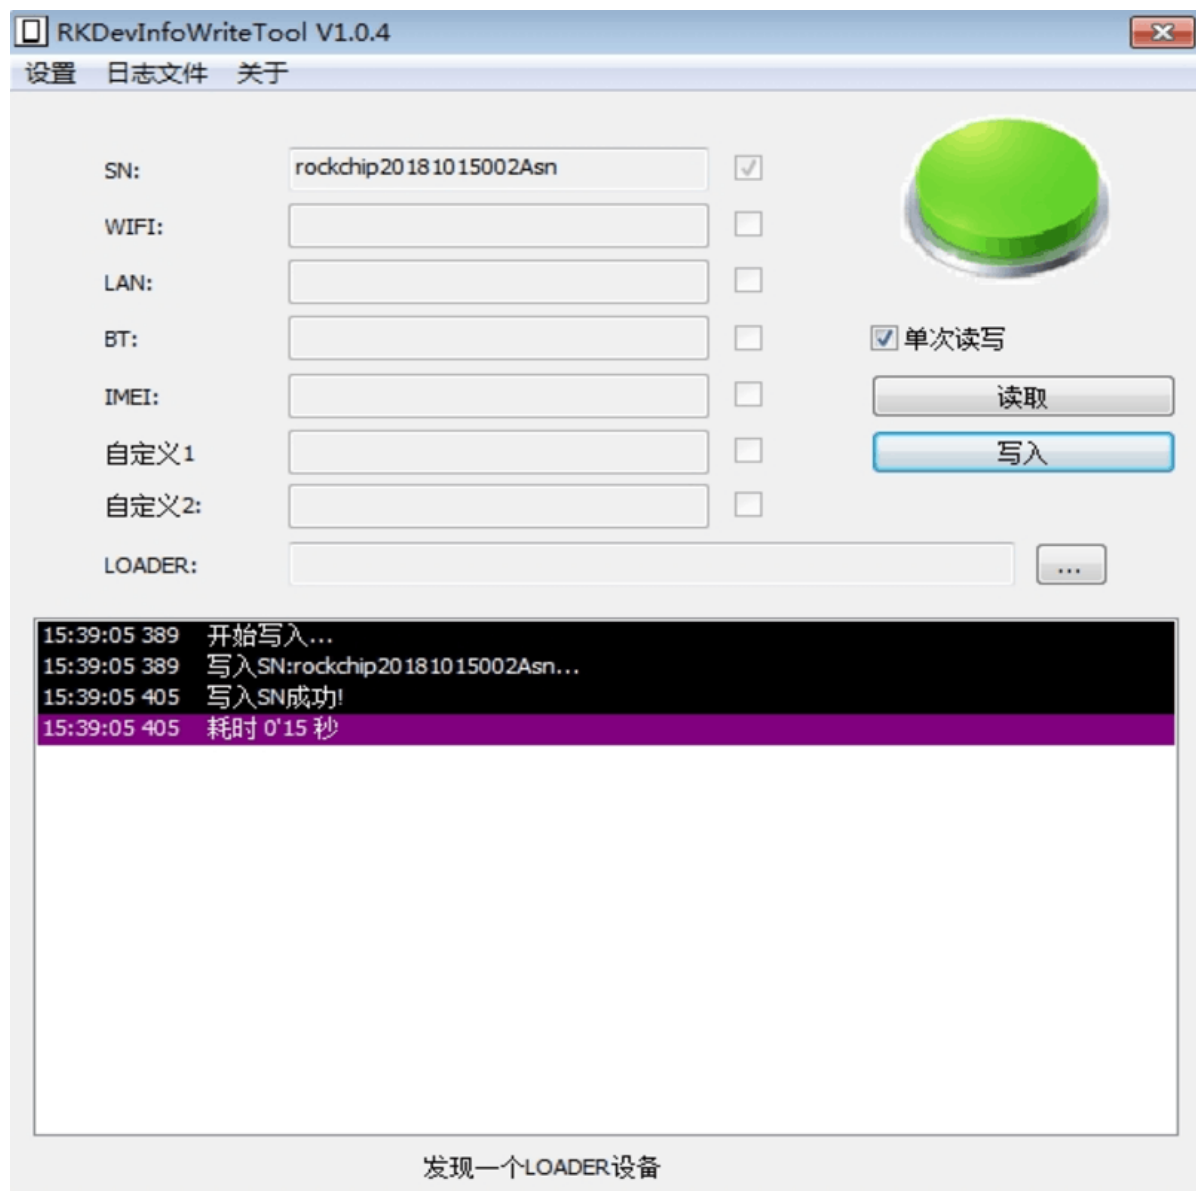 RKDevInfoWriteTool V1.0.4
设置 日志文件 关于
SN: rockchip20181015002Asn
WIFI:
LAN:
BT:
单次读写
IMEI:
读取
自定义1
写入
自定义2:
LOADER: ...
15:39:05 389 开始写入...
15:39:05 389 写入SN:rockchip20181015002Asn...
15:39:05 405 写入SN成功!
15:39:05 405 耗时 0'15 秒
发现一个LOADER设备